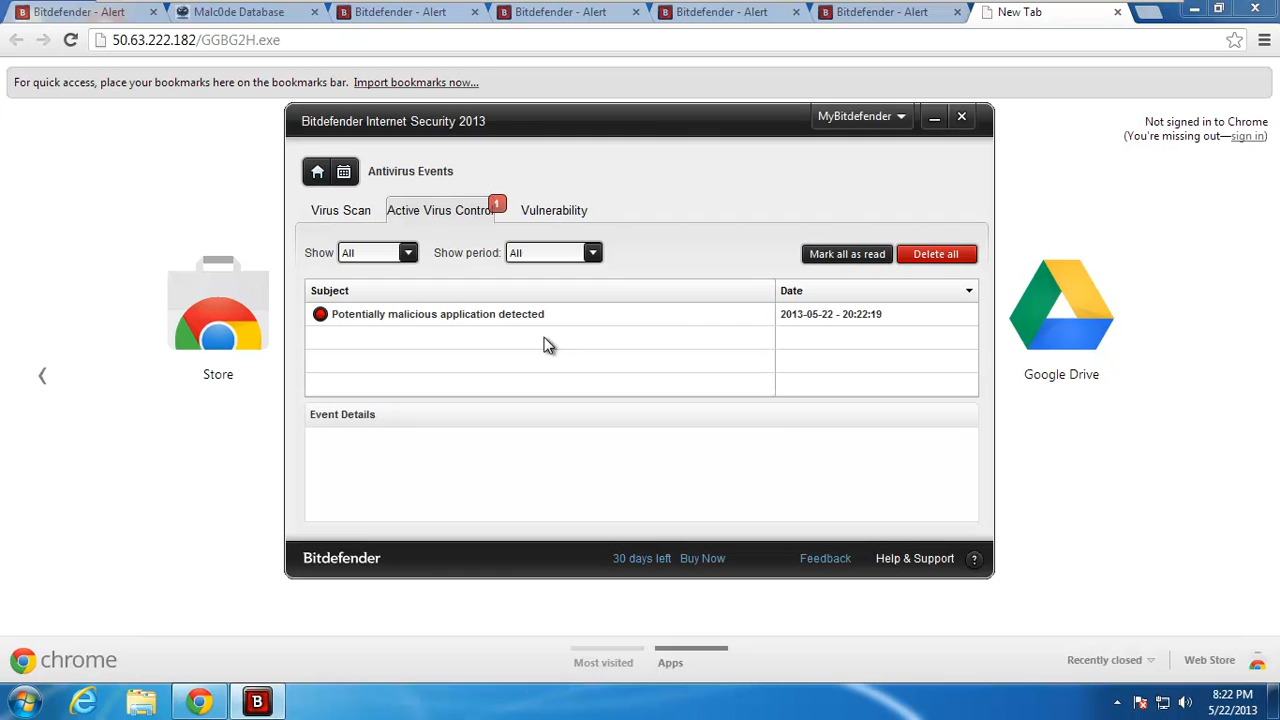 Bitdefender - Alert
Malc0de Database
Bitdefender - Alert
Bitdefender - Alert
Bitdefender - Alert
Bitdefender - Alert
New Tab
50.63.222.182/GGBG2H.exe
For quick access, place your bookmarks here on the bookmarks bar. Import bookmarks now...
Not signed in to Chrome
(You're missing out—sign in)
Bitdefender Internet Security 2013
MyBitdefender
Antivirus Events
Virus Scan
Active Virus Control
1
Vulnerability
Show
All
Show period:
All
Mark all as read
Delete all
Subject
Date
Potentially malicious application detected
2013-05-22 - 20:22:19
Store
Google Drive
Event Details
Bitdefender
30 days left
Buy Now
Feedback
Help & Support
?
chrome
Most visited
Apps
Recently closed
Web Store
B
8:22 PM
5/22/2013